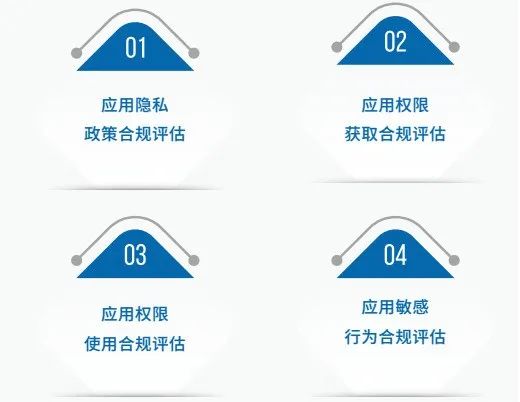 01
应用隐私
政策合规评估
02
应用权限
获取合规评估
03
应用权限
使用合规评估
04
应用敏感
行为合规评估